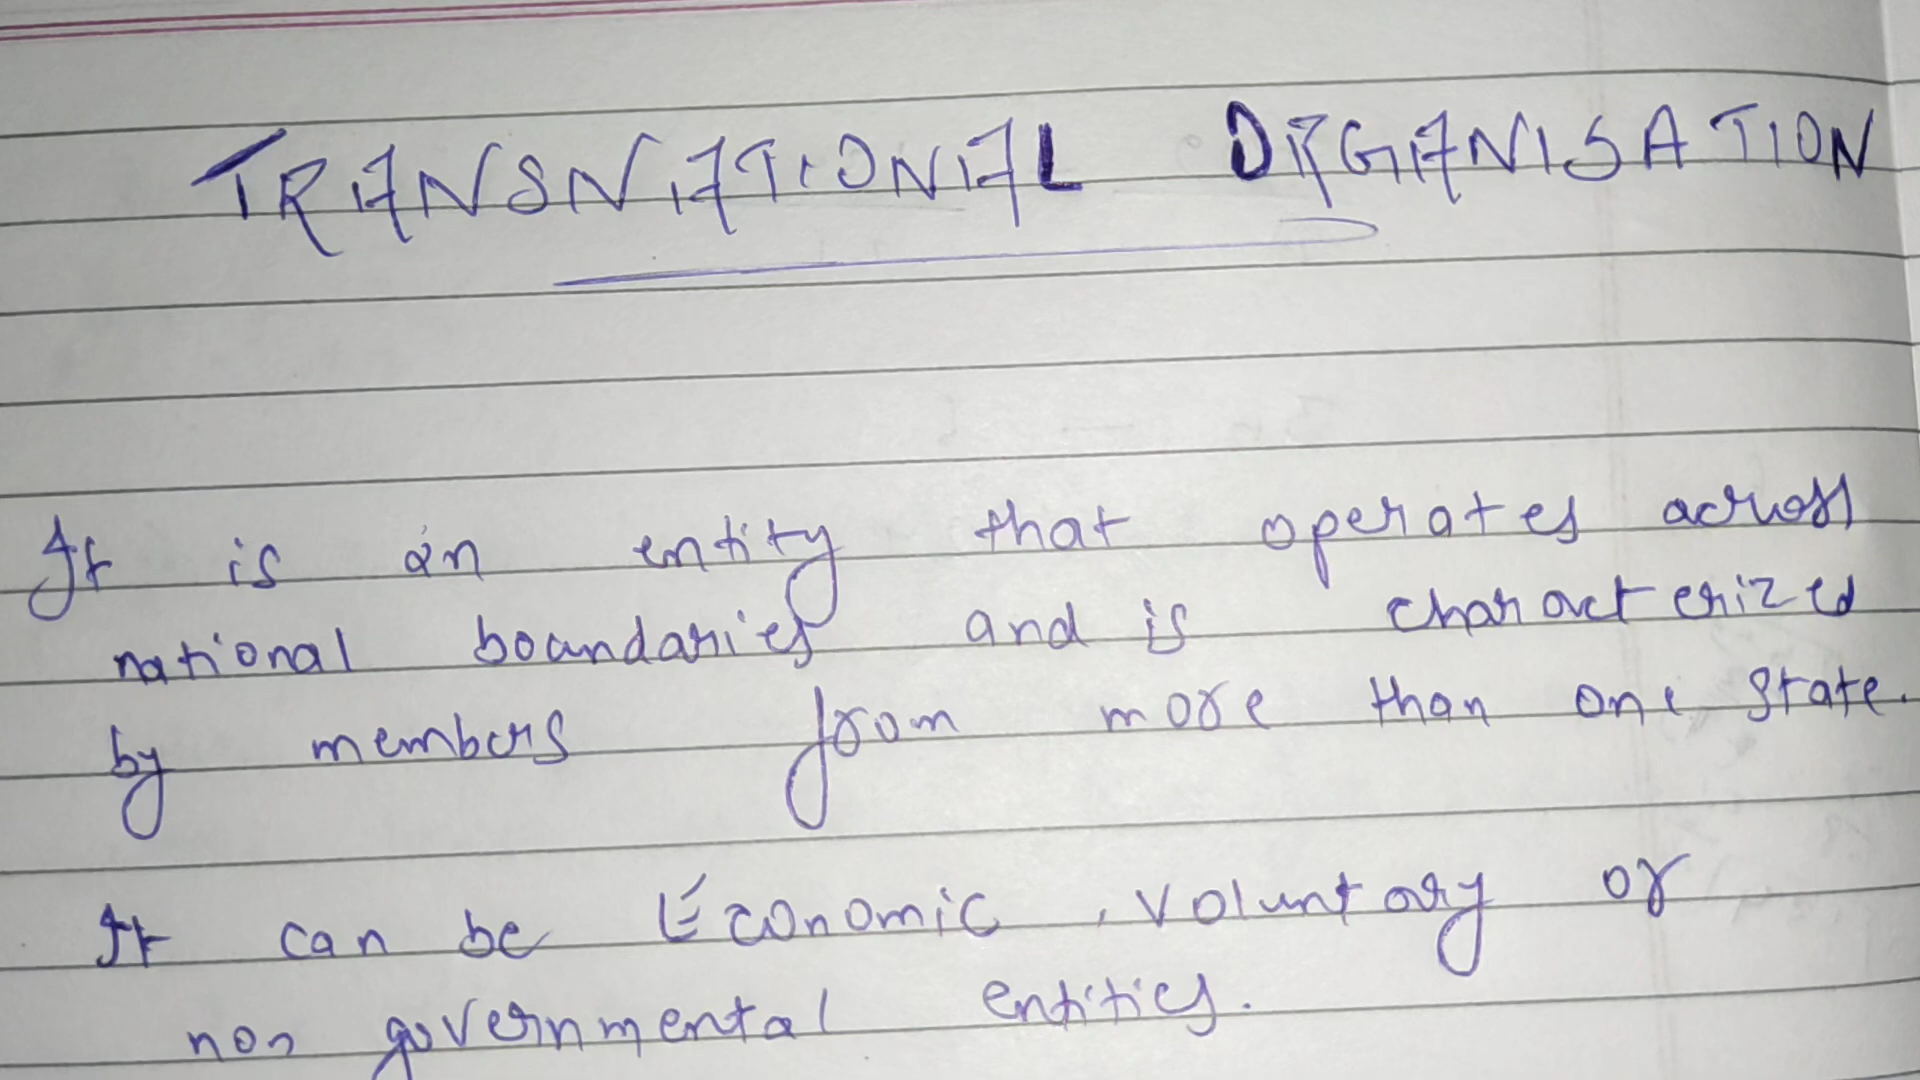 TRANSNATIONAL ORGANISATION
It is an entity that operates across
national boundaries and is characterized
by members from more than one state.
It can be Economic, Voluntary or
non governmental entities.